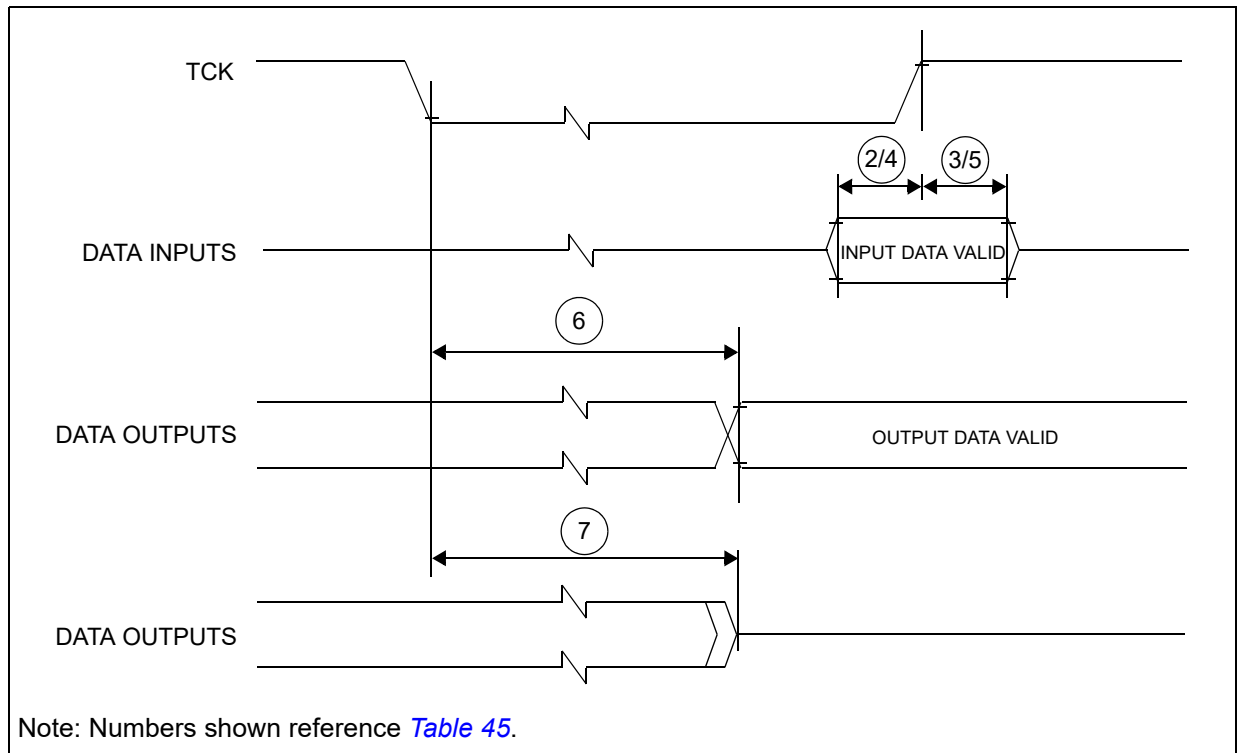 TCK
2/4
3/5
DATA INPUTS
INPUT DATA VALID
6
DATA OUTPUTS
OUTPUT DATA VALID
7
DATA OUTPUTS
Note: Numbers shown reference Table 45.